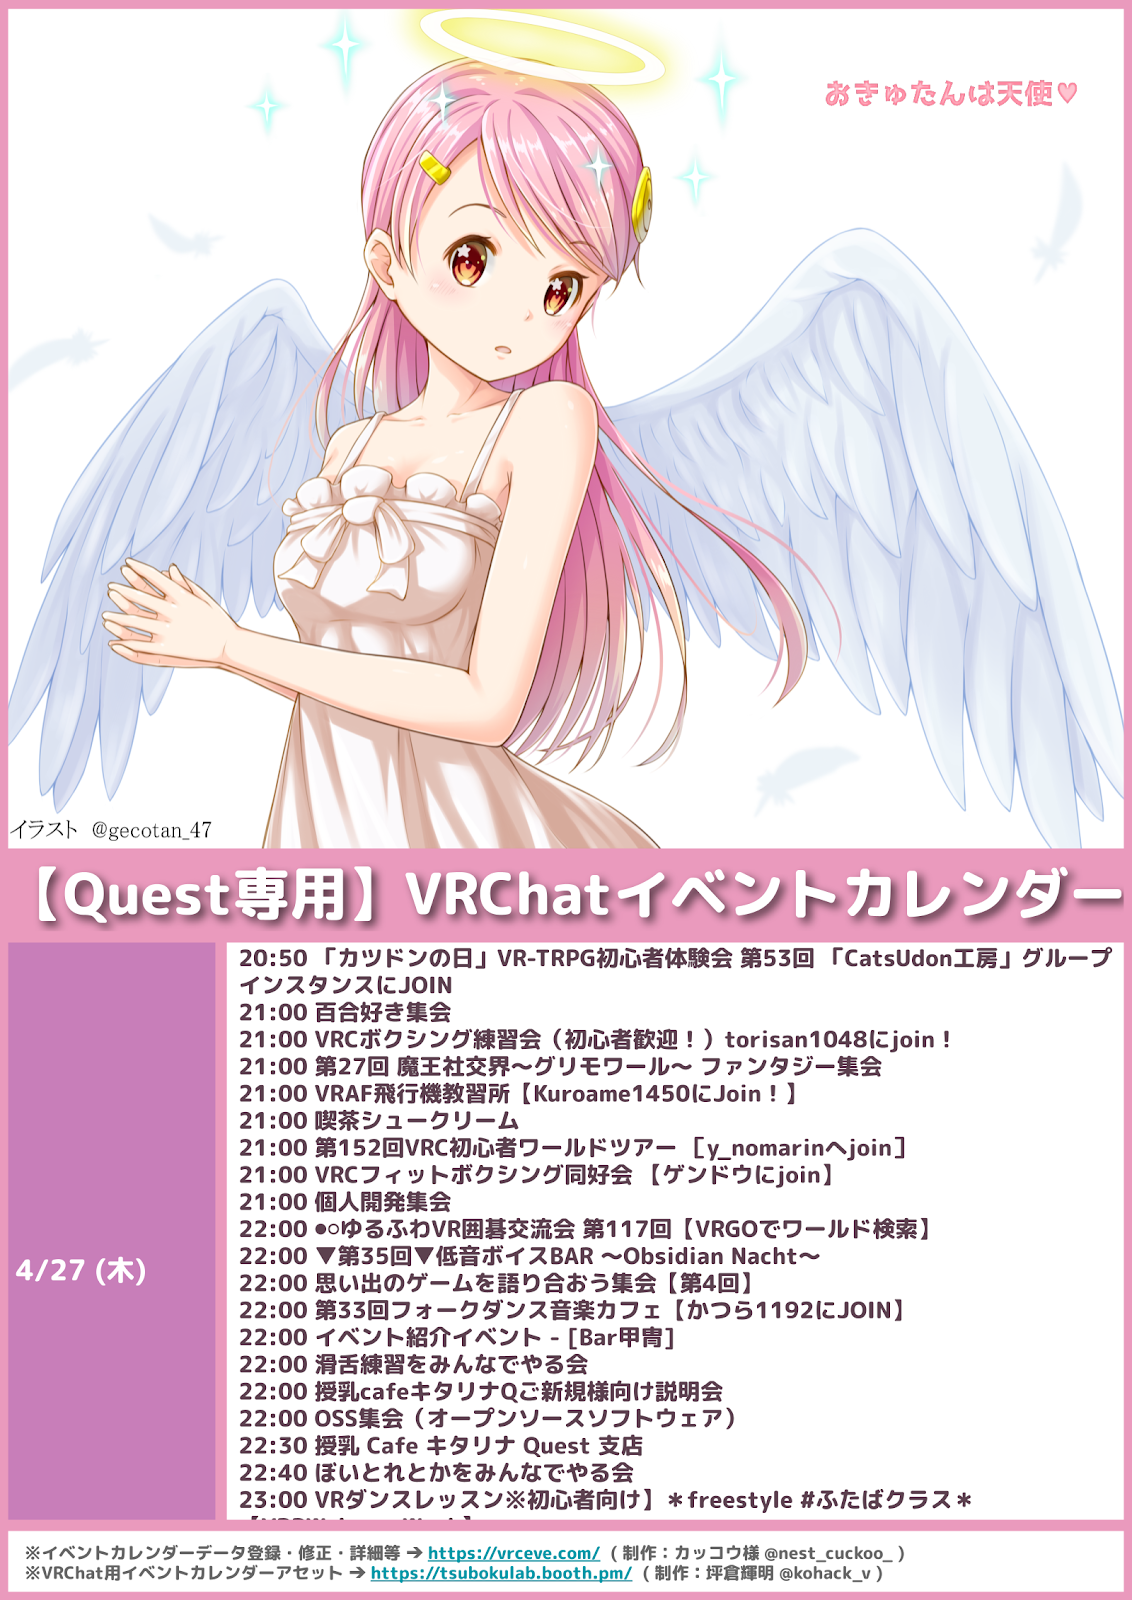 おきゅたんは天使♥
イラスト @gecotan_47
【Quest専用】VRChatイベントカレンダー
4/27 (木)
20:50 「カツドンの日」VR-TRPG初心者体験会 第53回 「CatsUdon工房」グループ
インスタンスにJOIN
21:00 百合好き集会
21:00 VRCボクシング練習会（初心者歓迎！）torisan1048にjoin！
21:00 第27回 魔王社交界～グリモワール～ ファンタジー集会
21:00 VRAF飛行機教習所【Kuroame1450にJoin！】
21:00 喫茶シュークリーム
21:00 第152回VRC初心者ワールドツアー ［y_nomarinへjoin］
21:00 VRCフィットボクシング同好会 【ゲンドウにjoin】
21:00 個人開発集会
22:00 ●○ゆるふわVR囲碁交流会 第117回【VRGOでワールド検索】
22:00 ▼第35回▼低音ボイスBAR ～Obsidian Nacht～
22:00 思い出のゲームを語り合おう集会【第4回】
22:00 第33回フォークダンス音楽カフェ【かつら1192にJOIN】
22:00 イベント紹介イベント - [Bar甲冑]
22:00 滑舌練習をみんなでやる会
22:00 授乳cafeキタリナQご新規様向け説明会
22:00 OSS集会（オープンソースソフトウェア）
22:30 授乳 Cafe キタリナ Quest 支店
22:40 ぼいとれとかをみんなでやる会
23:00 VRダンスレッスン※初心者向け】＊freestyle #ふたばクラス＊
※イベントカレンダーデータ登録・修正・詳細等 ➔ https://vrceve.com/ （制作：カッコウ様 @nest_cuckoo_）
※VRChat用イベントカレンダーアセット ➔ https://tsubokulab.booth.pm/ （制作：坪倉輝明 @kohack_v）